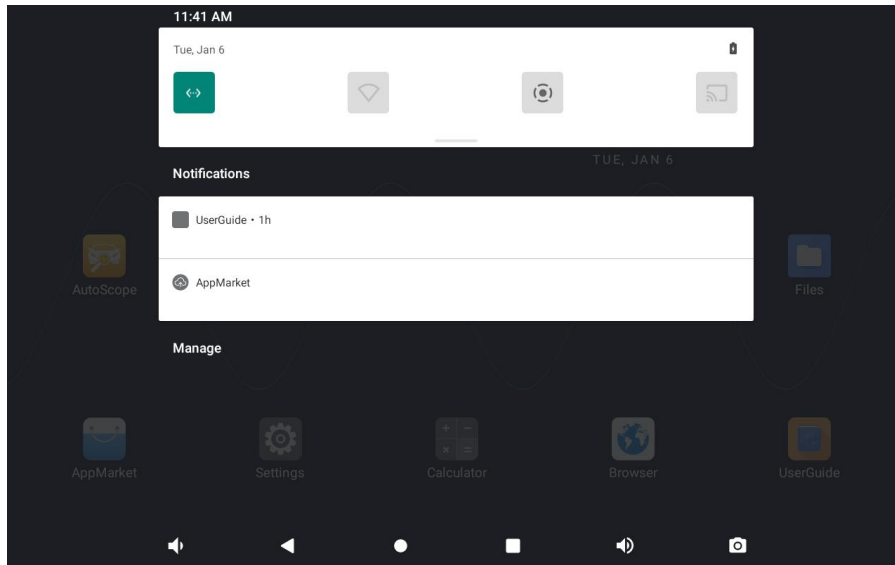 11:41 AM
Tue, Jan 6
TUE, JAN 6
Notifications
UserGuide • 1h
AppMarket
AutoScope
Files
Manage
AppMarket
Settings
Calculator
Browser
UserGuide